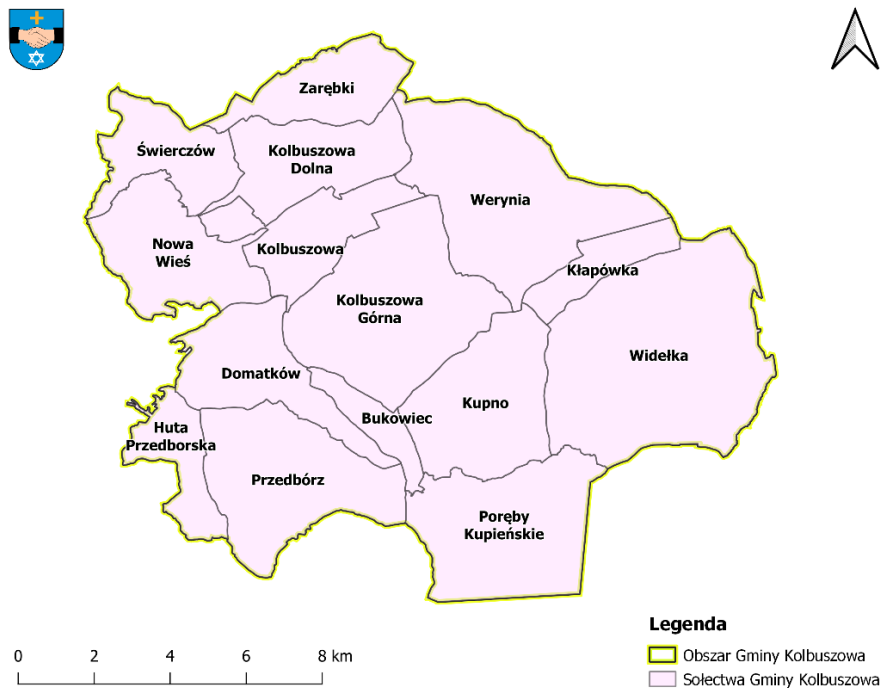 Zarębki
Świerczów
Kolbuszowa
Dolna
Werynia
Nowa
Wieś
Kolbuszowa
Kłapówka
Kolbuszowa
Górna
Widełka
Domatków
Bukowiec
Kupno
Huta
Przedborska
Przedbórz
Poręby
Kupieńskie
Legenda
Obszar Gminy Kolbuszowa
Sołectwa Gminy Kolbuszowa
0 2 4 6 8 km